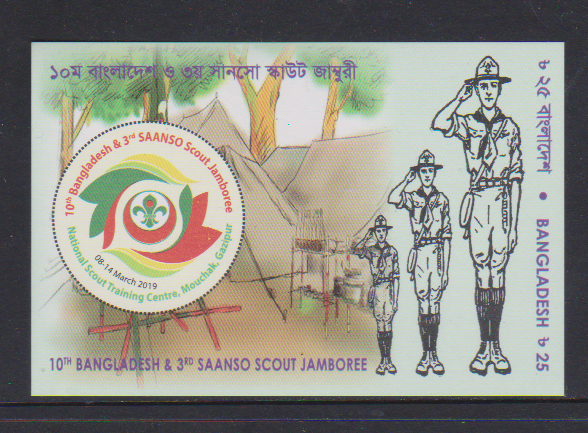 ১০ম বাংলাদেশ ও ৩য় সানসো স্কাউট জাম্বুরী
10th Bangladesh & 3rd SAANSO Scout Jamboree
08-14 March 2019
National Scout Training Centre, Mouchak, Gazipur
10TH BANGLADESH & 3RD SAANSO SCOUT JAMBOREE
৳ ২৫ বাংলাদেশ • BANGLADESH ৳ 25